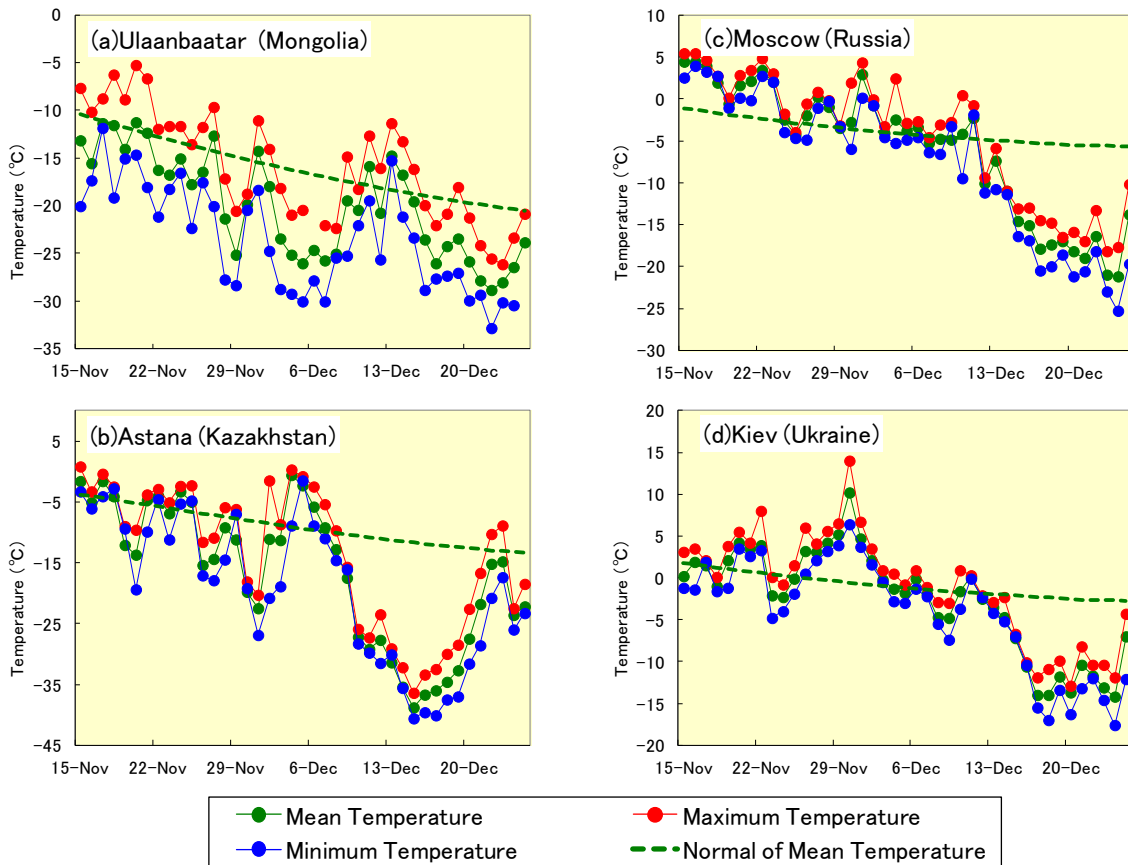 (a)Ulaanbaatar (Mongolia)
Temperature (℃)
0
−5
−10
−15
−20
−25
−30
−35
15-Nov 22-Nov 29-Nov 6-Dec 13-Dec 20-Dec
(c)Moscow(Russia)
Temperature (℃)
10
5
0
−5
−10
−15
−20
−25
−30
15-Nov 22-Nov 29-Nov 6-Dec 13-Dec 20-Dec
(b)Astana(Kazakhstan)
Temperature (℃)
5
−5
−15
−25
−35
−45
15-Nov 22-Nov 29-Nov 6-Dec 13-Dec 20-Dec
(d)Kiev(Ukraine)
Temperature (℃)
20
15
10
5
0
−5
−10
−15
−20
15-Nov 22-Nov 29-Nov 6-Dec 13-Dec 20-Dec
Mean Temperature Maximum Temperature
Minimum Temperature Normal of Mean Temperature